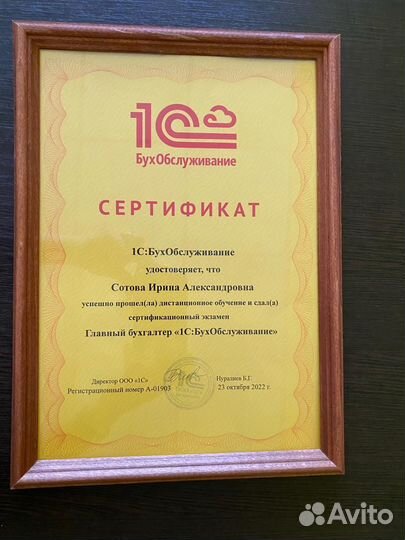 1С
БухОбслуживание
СЕРТИФИКАТ
1С:БухОбслуживание
удостоверяет, что
Сотова Ирина Александровна
успешно прошел(ла) дистанционное обучение и сдал(а)
сертификационный экзамен
Главный бухгалтер «1С:БухОбслуживание»
Директор ООО «1С» Нуралиев Б.Г.
Регистрационный номер А-01903 23 октября 2022 г.
Avito